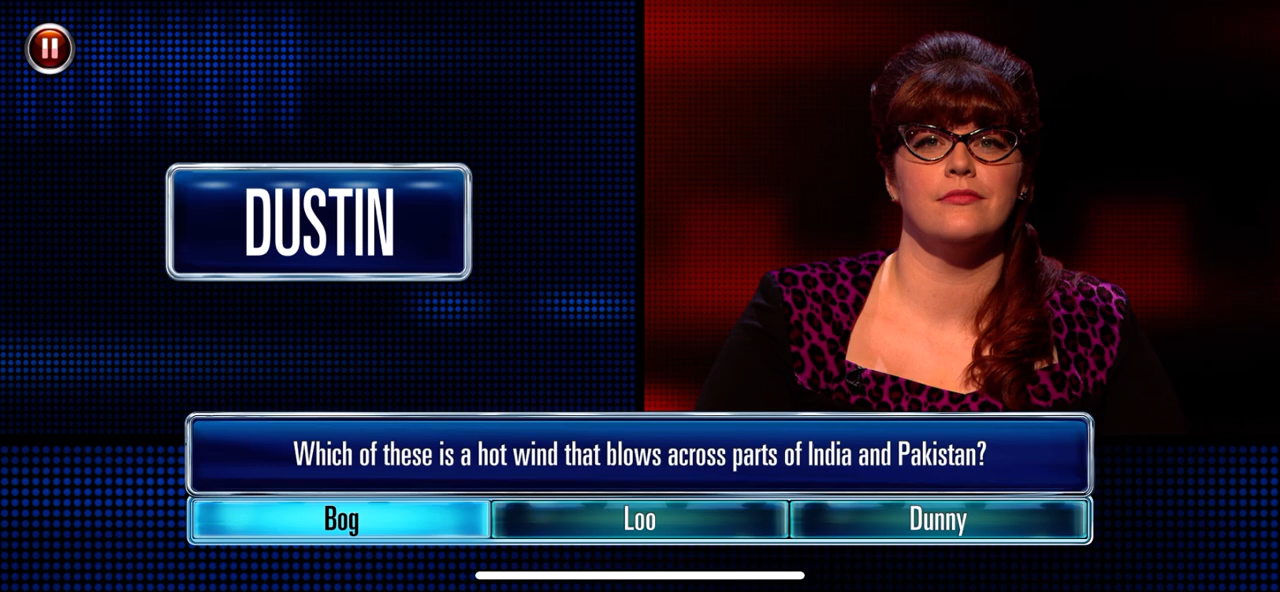 DUSTIN
Which of these is a hot wind that blows across parts of India and Pakistan?
Bog
Loo
Dunny